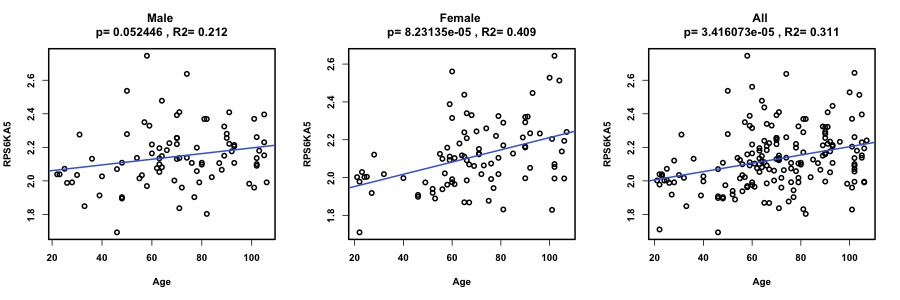 Male
p= 0.052446 , R2= 0.212
RPS6KA5
2.6
2.4
2.2
2.0
1.8
20 40 60 80 100
Age
Female
p= 8.23135e-05 , R2= 0.409
RPS6KA5
2.6
2.4
2.2
2.0
1.8
20 40 60 80 100
Age
All
p= 3.416073e-05 , R2= 0.311
RPS6KA5
2.6
2.4
2.2
2.0
1.8
20 40 60 80 100
Age